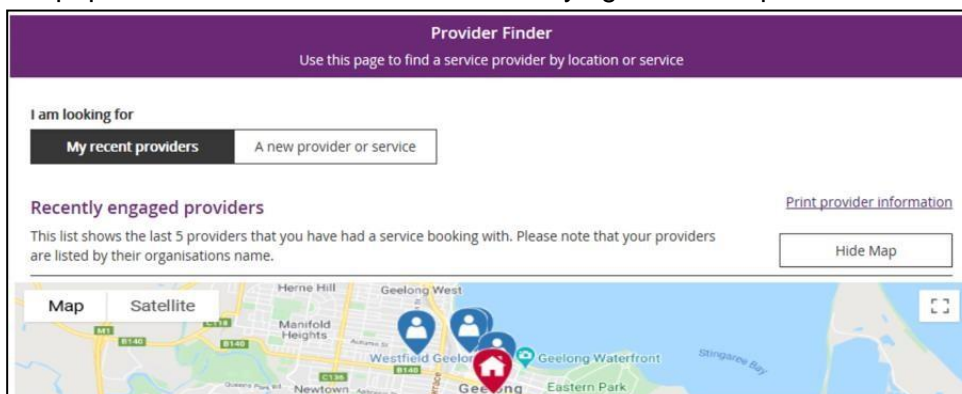 Provider Finder
Use this page to find a service provider by location or service
I am looking for
My recent providers
A new provider or service
Recently engaged providers
Print provider information
This list shows the last 5 providers that you have had a service booking with. Please note that your providers
are listed by their organisations name.
Hide Map
Map
Satellite
Herne Hill
Geelong West
M1
C118
B140
B140
Manifold
Heights
Westfield Geelon
B140
Geelong Waterfront
Stingaree Bay
C136
Newtown
Geelong
Eastern Park